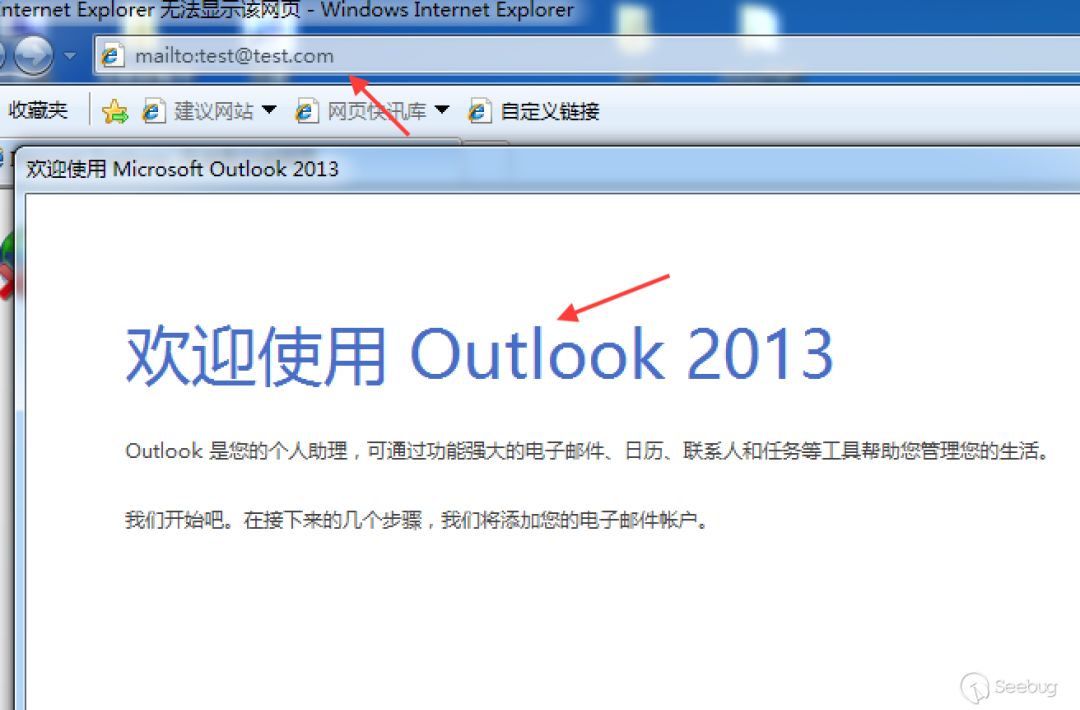 nternet Explorer 无法显示该网页 - Windows Internet Explorer
mailto:test@test.com
收藏夹 建议网站 网页快讯库 自定义链接
欢迎使用 Microsoft Outlook 2013
欢迎使用 Outlook 2013
Outlook 是您的个人助理，可通过功能强大的电子邮件、日历、联系人和任务等工具帮助您管理您的生活。
我们开始吧。在接下来的几个步骤，我们将添加您的电子邮件帐户。
Seebug